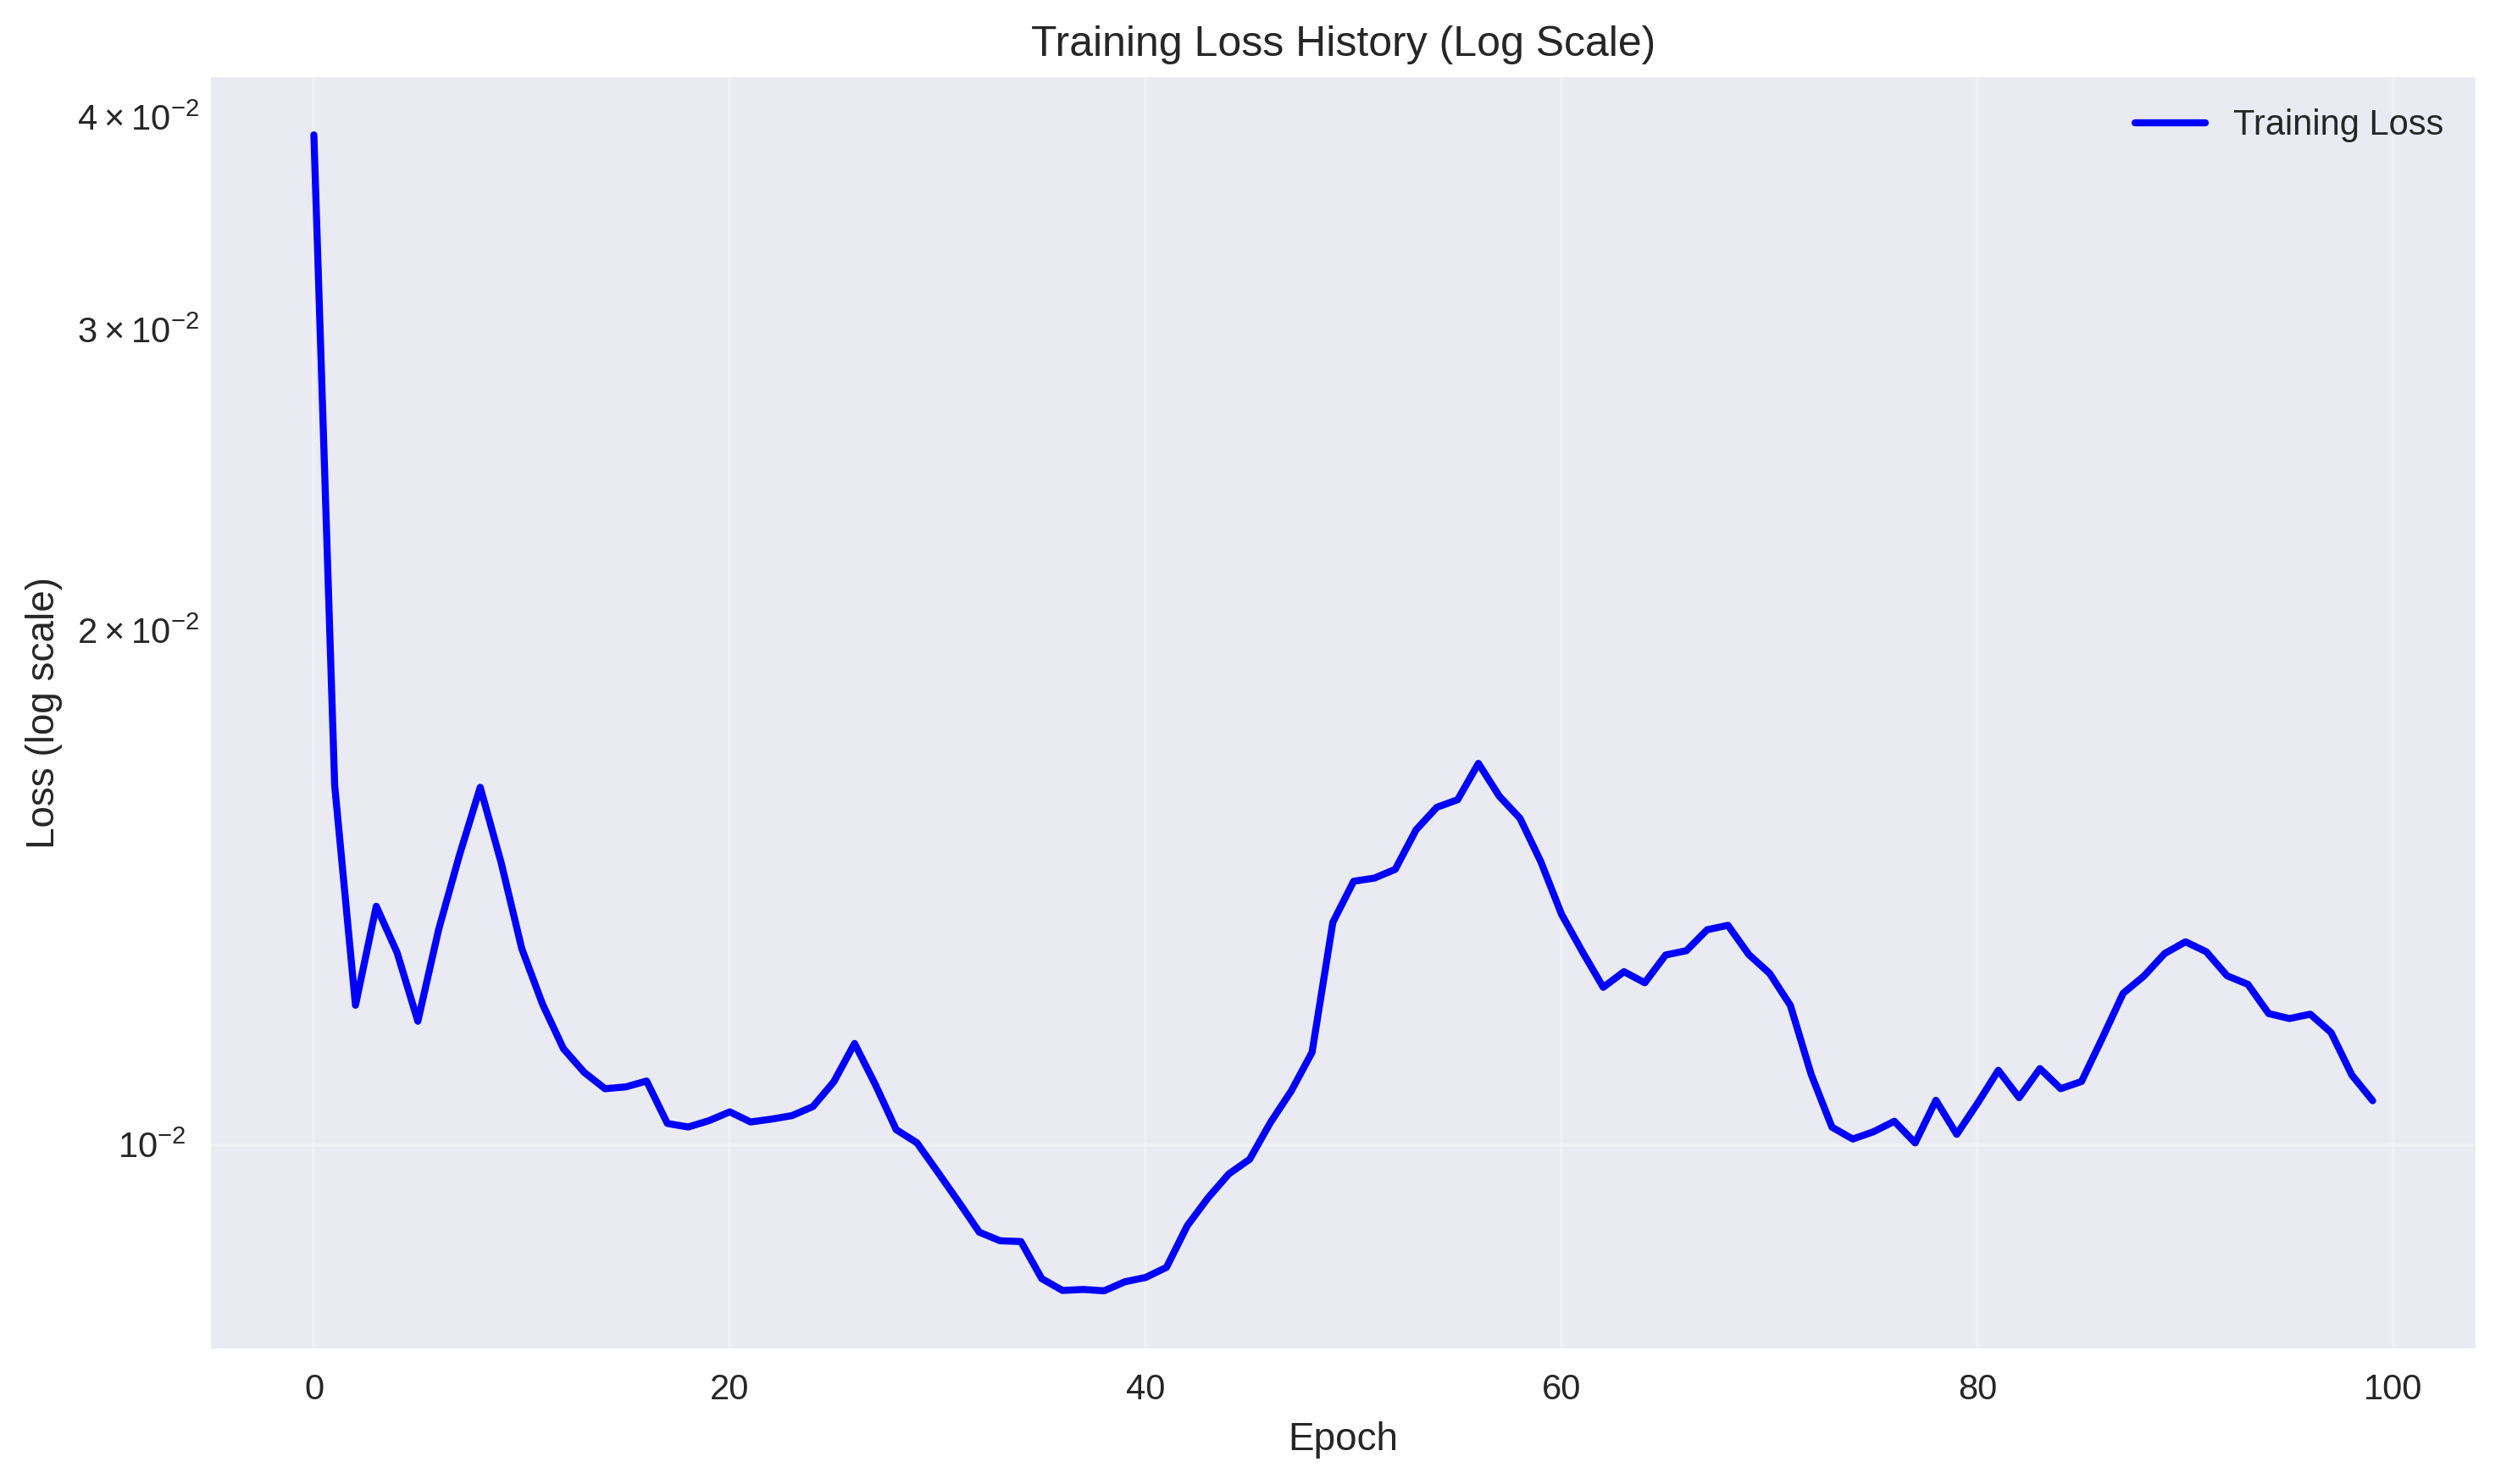 Training Loss History (Log Scale)
4 × 10⁻²
Training Loss
3 × 10⁻²
2 × 10⁻²
Loss (log scale)
10⁻²
0 20 40 60 80 100
Epoch